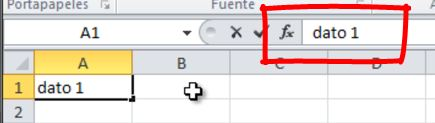 Portapapeles Fuente
A1 fx dato 1
A B C D
1 dato 1
2